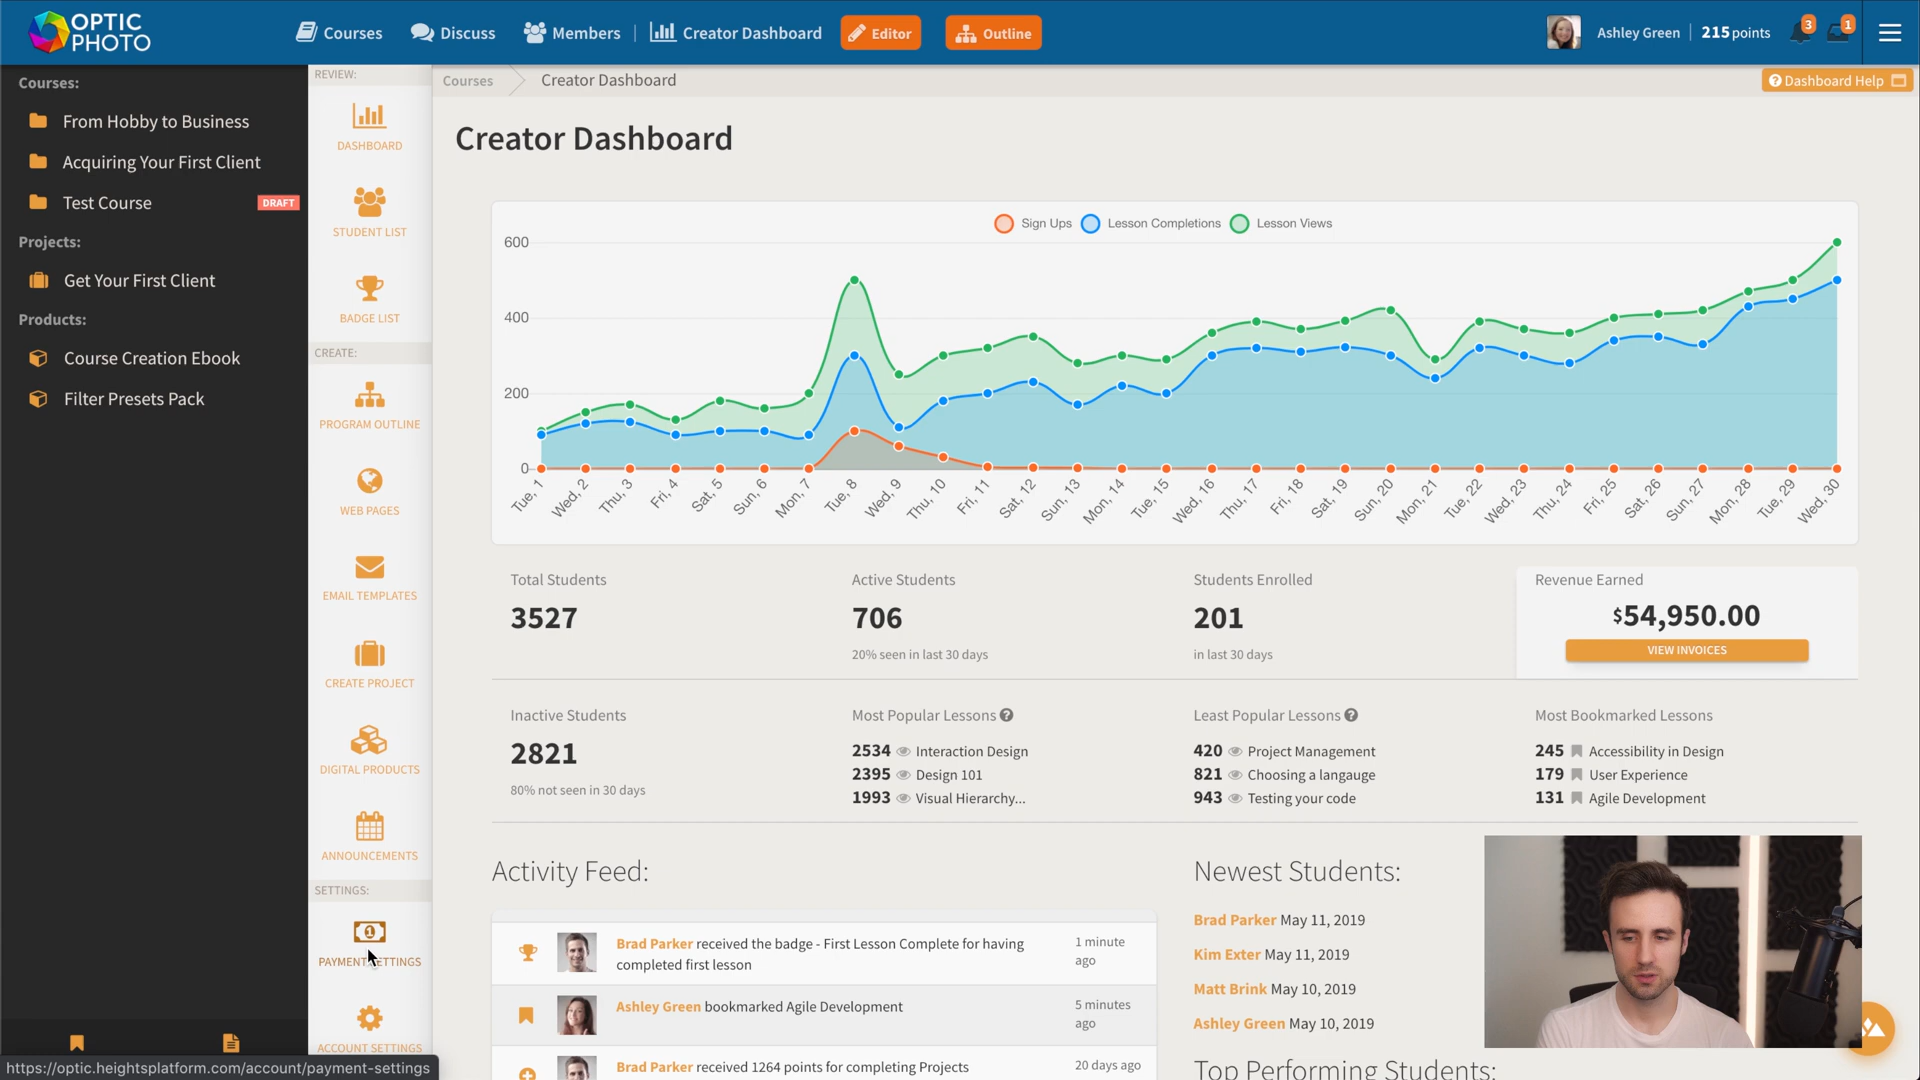 OPTIC
PHOTO
Courses
Discuss
Members
Creator Dashboard
Editor
Outline
Ashley Green
215 points
3
1
Courses:
From Hobby to Business
Acquiring Your First Client
Test Course
DRAFT
Projects:
Get Your First Client
Products:
Course Creation Ebook
Filter Presets Pack
https://optic.heightsplatform.com/account/payment-settings
REVIEW:
DASHBOARD
STUDENT LIST
BADGE LIST
CREATE:
PROGRAM OUTLINE
WEB PAGES
EMAIL TEMPLATES
CREATE PROJECT
DIGITAL PRODUCTS
ANNOUNCEMENTS
SETTINGS:
PAYMENT SETTINGS
ACCOUNT SETTINGS
Courses
Creator Dashboard
Dashboard Help
Creator Dashboard
Sign Ups
Lesson Completions
Lesson Views
600
400
200
0
Tue, 1
Wed, 2
Thu, 3
Fri, 4
Sat, 5
Sun, 6
Mon, 7
Tue, 8
Wed, 9
Thu, 10
Fri, 11
Sat, 12
Sun, 13
Mon, 14
Tue, 15
Wed, 16
Thu, 17
Fri, 18
Sat, 19
Sun, 20
Mon, 21
Tue, 22
Wed, 23
Thu, 24
Fri, 25
Sat, 26
Sun, 27
Mon, 28
Tue, 29
Wed, 30
Total Students
3527
Active Students
706
20% seen in last 30 days
Students Enrolled
201
in last 30 days
Revenue Earned
$54,950.00
VIEW INVOICES
Inactive Students
2821
80% not seen in 30 days
Most Popular Lessons
2534 Interaction Design
2395 Design 101
1993 Visual Hierarchy...
Least Popular Lessons
420 Project Management
821 Choosing a langauge
943 Testing your code
Most Bookmarked Lessons
245 Accessibility in Design
179 User Experience
131 Agile Development
Activity Feed:
Brad Parker received the badge - First Lesson Complete for having
completed first lesson
1 minute
ago
Ashley Green bookmarked Agile Development
5 minutes
ago
Brad Parker received 1264 points for completing Projects
20 days ago
Newest Students:
Brad Parker May 11, 2019
Kim Exter May 11, 2019
Matt Brink May 10, 2019
Ashley Green May 10, 2019
Top Performing Students: